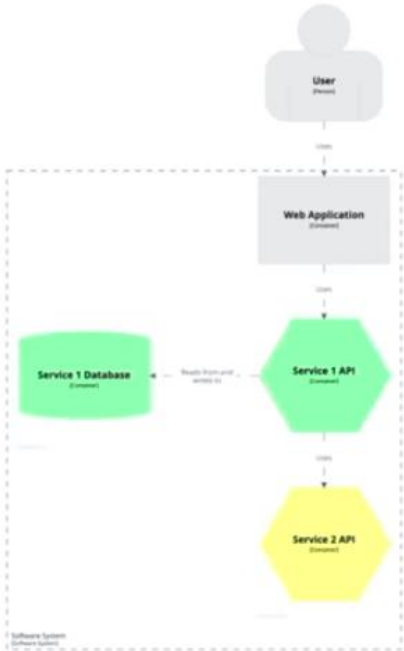 User
[Person]
Uses
Web Application
[Container]
Uses
Service 1 Database
[Container]
Reads from and
writes to
Service 1 API
[Container]
Uses
Service 2 API
[Container]
Software System
[Software System]